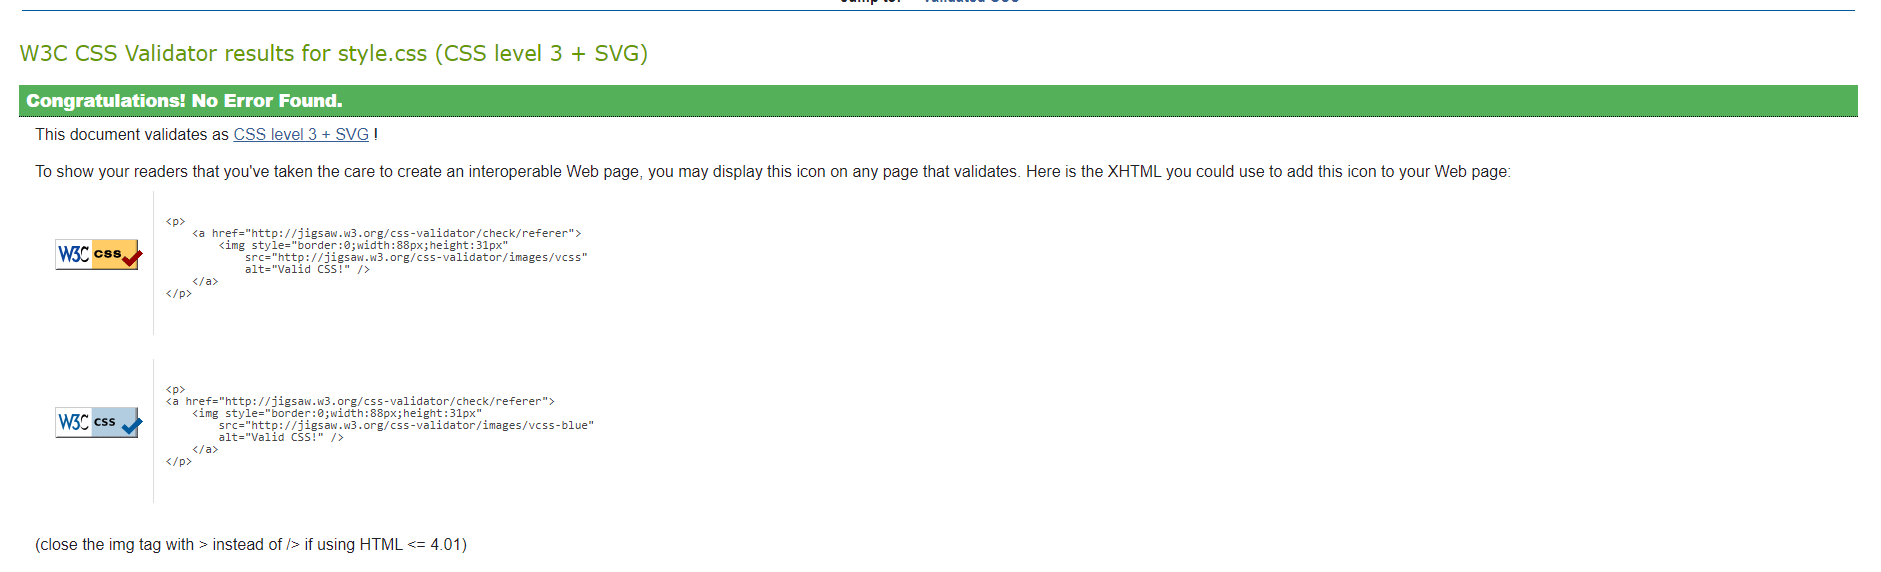 W3C CSS Validator results for style.css (CSS level 3 + SVG)
Congratulations! No Error Found.
This document validates as CSS level 3 + SVG !
To show your readers that you've taken the care to create an interoperable Web page, you may display this icon on any page that validates. Here is the XHTML you could use to add this icon to your Web page:
W3C css
<p>
<a href="http://jigsaw.w3.org/css-validator/check/referer">
<img style="border:0;width:88px;height:31px"
src="http://jigsaw.w3.org/css-validator/images/vcss"
alt="Valid CSS!" />
</a>
</p>
W3C css
<p>
<a href="http://jigsaw.w3.org/css-validator/check/referer">
<img style="border:0;width:88px;height:31px"
src="http://jigsaw.w3.org/css-validator/images/vcss-blue"
alt="Valid CSS!" />
</a>
</p>
(close the img tag with > instead of /> if using HTML <= 4.01)